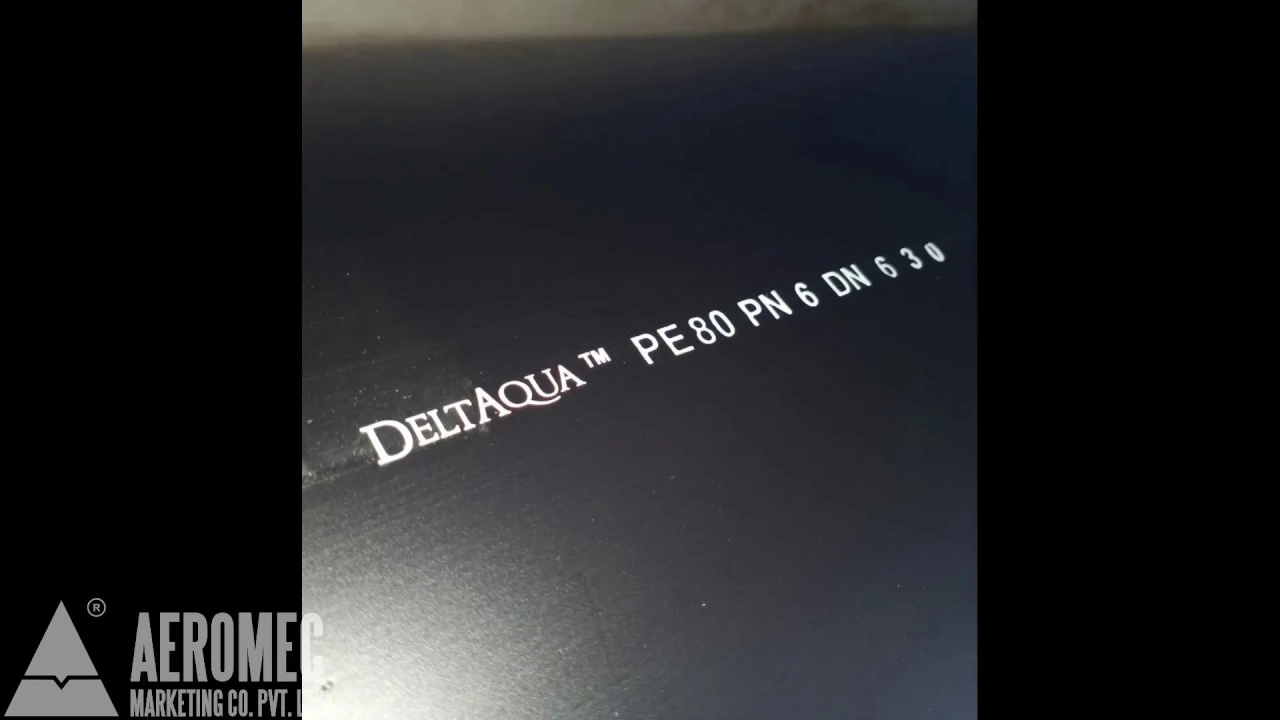 DELTAQUA™ PE80 PN 6 DN 630
®
AEROMEC
MARKETING CO. PVT.